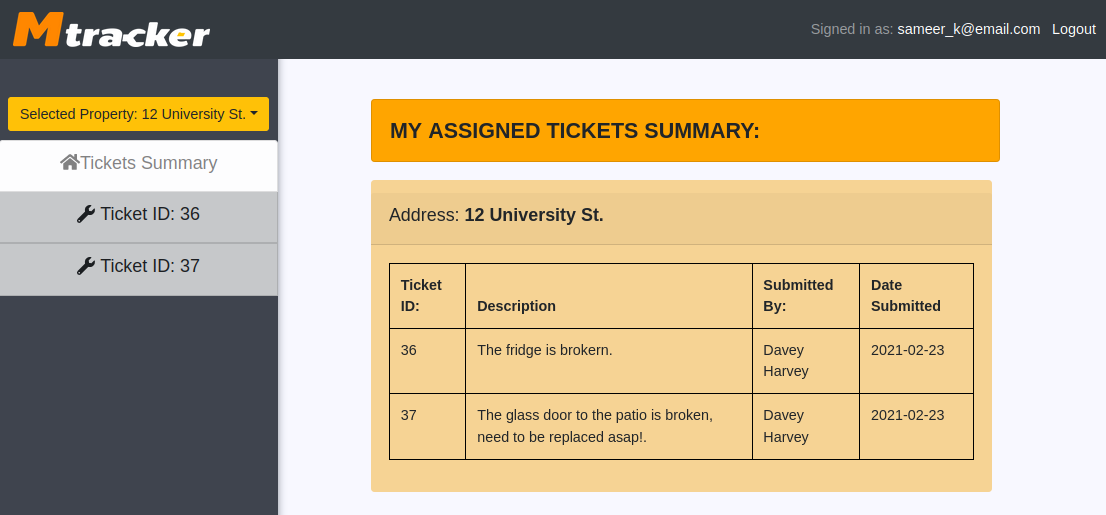 Mtracker
Signed in as: sameer_k@email.com Logout
Selected Property: 12 University St.
Tickets Summary
Ticket ID: 36
Ticket ID: 37
MY ASSIGNED TICKETS SUMMARY:
Address: 12 University St.
Ticket ID: Description Submitted By: Date Submitted
36 The fridge is brokern. Davey Harvey 2021-02-23
37 The glass door to the patio is broken, need to be replaced asap!. Davey Harvey 2021-02-23